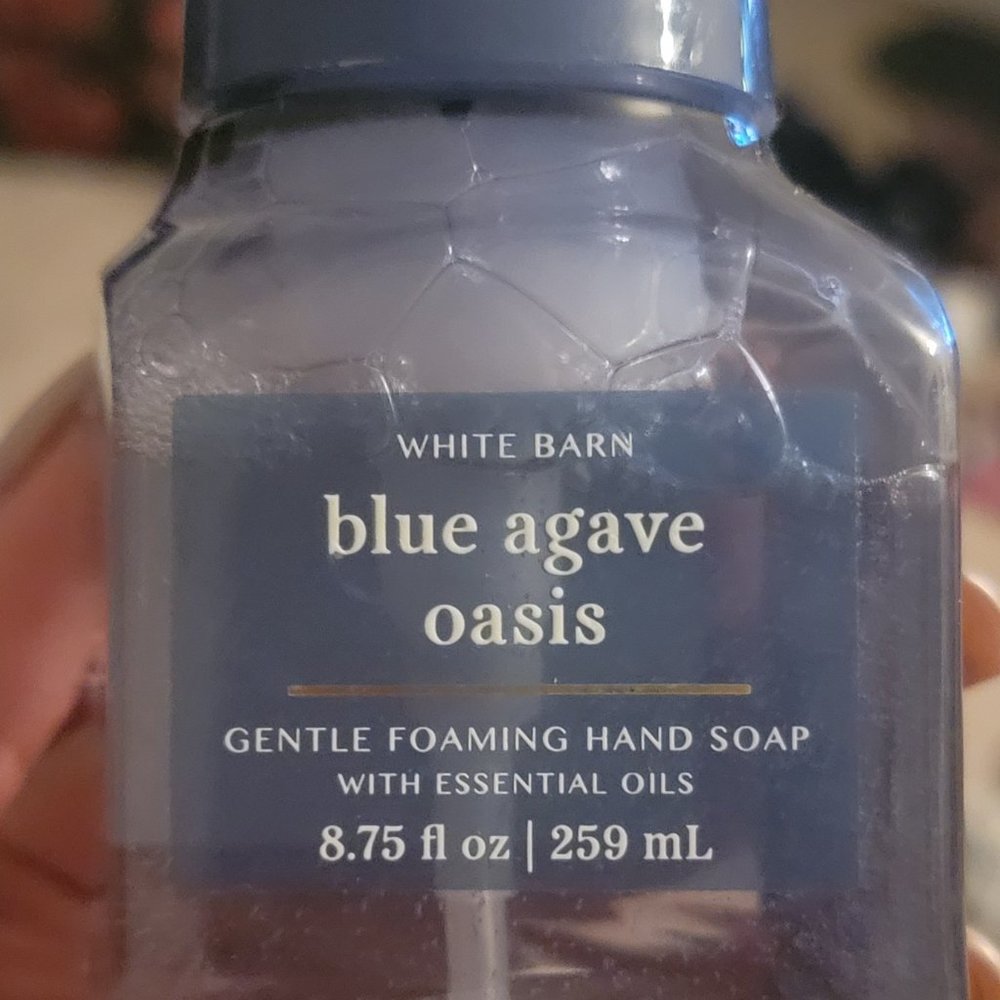 WHITE BARN
blue agave
oasis
GENTLE FOAMING HAND SOAP
WITH ESSENTIAL OILS
8.75 fl oz | 259 mL